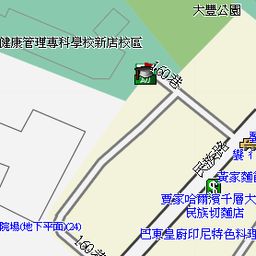 大豐公園
健康管理專科學校新店校區
160巷
民族路
黃家麵館
賈家哈爾濱千層大
民族切麵店
巴東皇廚印尼特色料理
院場(地下平面)(24)
160巷